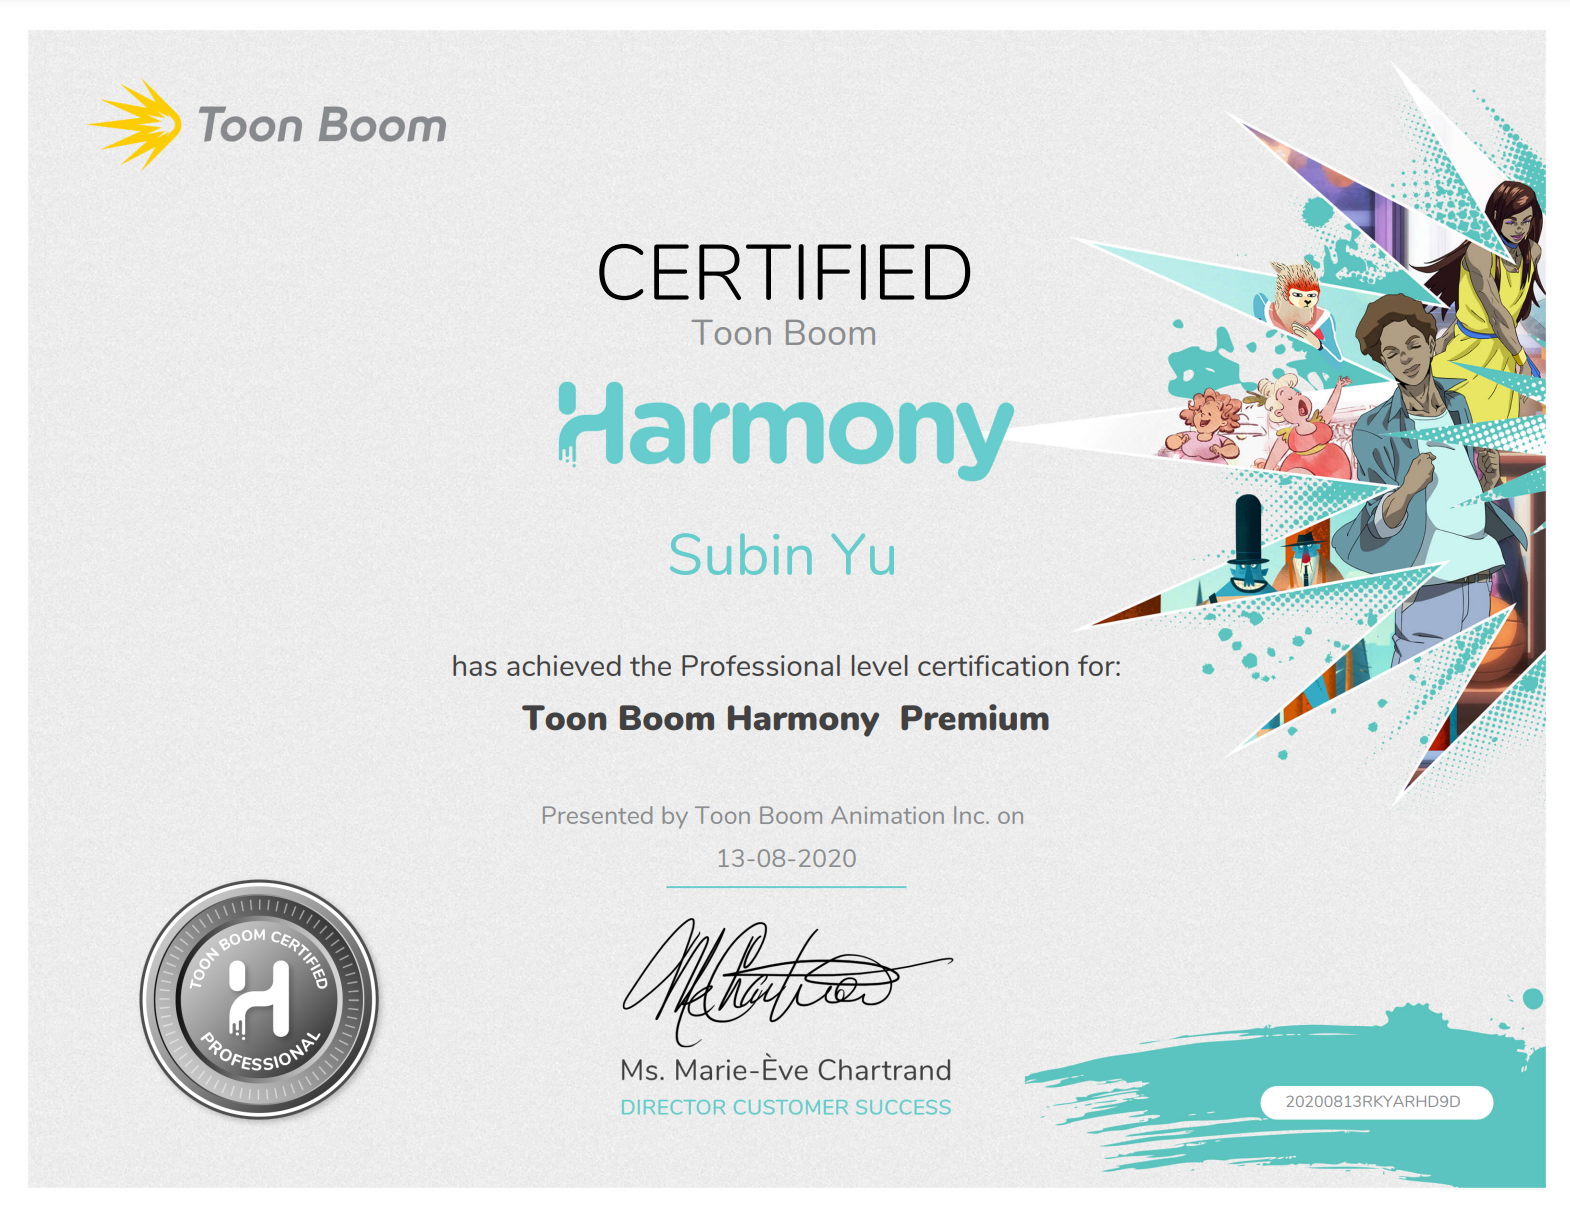 Toon Boom
CERTIFIED
Toon Boom
Harmony
Subin Yu
has achieved the Professional level certification for:
Toon Boom Harmony Premium
Presented by Toon Boom Animation Inc. on
13-08-2020
TOON BOOM CERTIFIED
PROFESSIONAL
Ms. Marie-Ève Chartrand
DIRECTOR CUSTOMER SUCCESS
20200813RKYARHD9D